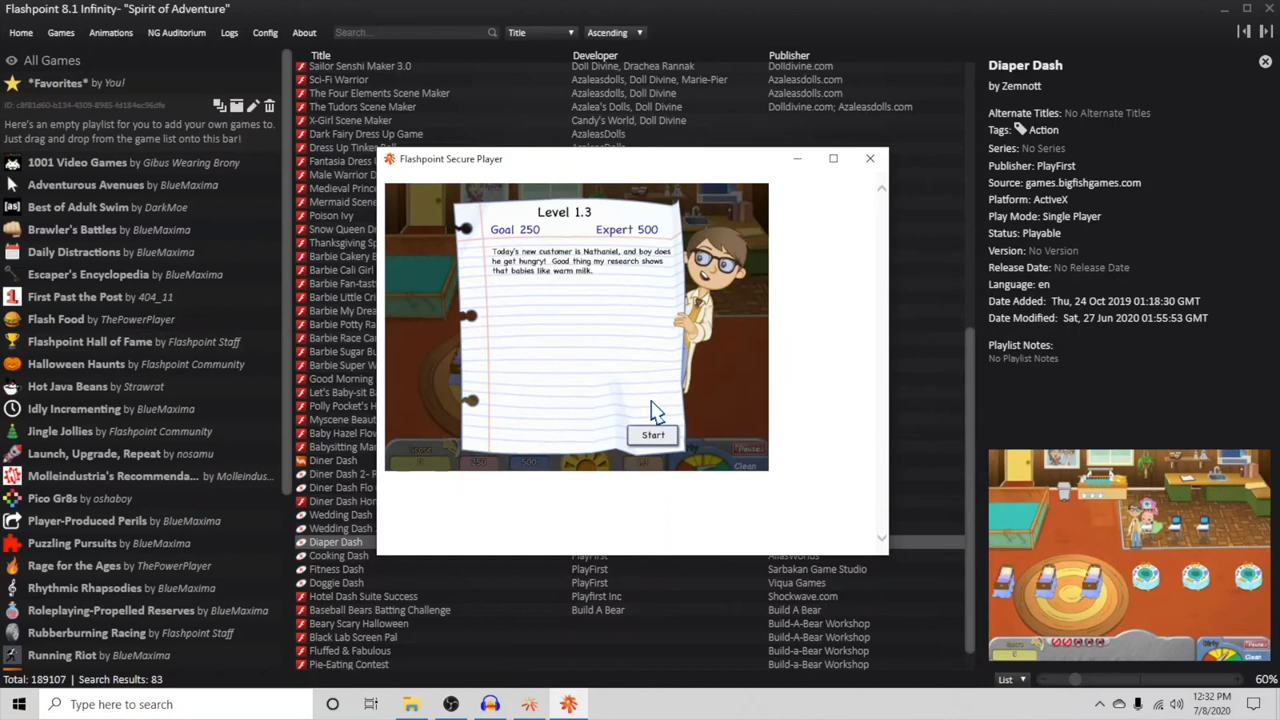 Flashpoint 8.1 Infinity- "Spirit of Adventure"
Home Games Animations NG Auditorium Logs Config About Search... Title Ascending
All Games
*Favorites* by You!
Here's an empty playlist for you to add your own games to.
Just drag and drop from the game list onto this bar!
1001 Video Games by Gibus Wearing Brony
Adventurous Avenues by BlueMaxima
Best of Adult Swim by DarkMoe
Brawler's Battles by BlueMaxima
Daily Diversions by BlueMaxima
Escaper's Encyclopedia by BlueMaxima
First Past the Post by 404_11
Flash Food by ThePowerPlayer
Flashpoint Hall of Fame by Flashpoint Staff
Halloween Haunts by Flashpoint Community
Hot Java Beans by Strawrat
Idly Incrementing by BlueMaxima
Jingle Jollies by Flashpoint Community
Launch, Upgrade, Repeat by nosamu
Mol Industria's Recommenda... by Molleindus...
Pico Gr8s by oshaboy
Player-Produced Perils by BlueMaxima
Puzzling Pursuits by BlueMaxima
Rage for the Ages by ThePowerPlayer
Rhythmic Rhapsodies by BlueMaxima
Roleplaying-Propelled Reserves by BlueMaxima
Rubberburning Racing by Flashpoint Staff
Running Riot by BlueMaxima
Total: 189107 | Search Results: 83
Title Developer Publisher
Sailor Senshi Maker 3.0 Doll Divine, Drachea Rannak Dolldivine.com
Sci-Fi Warrior Azaleasdolls, Doll Divine, Marie-Pier Azaleasdolls.com
The Four Elements Scene Maker Azaleasdolls, Doll Divine Azaleasdolls.com
The Tudors Scene Maker Azalea's Dolls, Doll Divine Dolldivine.com; Azaleasdolls.com
X-Girl Scene Maker Candy's World, Doll Divine
Dark Fairy Dress Up Game AzaleasDolls
Dress Up Tinker Bell
Fantasia Dress
Male Warrior D
Medieval Prince
Mermaid Scene
Poison Ivy
Snow Queen Dr
Thanksgiving S
Barbie Bakery B
Barbie Cali Girl
Barbie Fan-tast
Barbie Little Cri
Barbie My Drea
Barbie Potty Ra
Barbie Race Car
Barbie Sugar Bu
Barbie Super W
Good Morning
Let's Baby-sit B
Polly Pocket's H
Myscene Beaut
Baby Hazel Flow
Babysitting Ma
Diner Dash
Diner Dash 2- R
Diner Dash Flo
Diner Dash Hom
Wedding Dash
Wedding Dash
Diaper Dash
Cooking Dash PlayFirst
Fitness Dash PlayFirst Sarbakan Game Studio
Doggie Dash PlayFirst Viqua Games
Hotel Dash Suite Success Playfirst Inc Shockwave.com
Baseball Bears Batting Challenge Build A Bear Build A Bear
Beary Scary Halloween Build-A-Bear Workshop
Black Lab Screen Pal Build-A-Bear Workshop
Fluffed & Fabulous Build-a-Bear Workshop
Pie-Eating Contest Build-a-Bear Workshop
Flashpoint Secure Player
Level 1.3
Goal 250 Expert 500
Today's new customer is Nathaniel, and boy does
he get hungry! Good thing my research shows
that babies like warm milk.
Start
Score
0 250 500
Pause
Clean
Diaper Dash
by Zemnott
Alternate Titles: No Alternate Titles
Tags: Action
Series: No Series
Publisher: PlayFirst
Source: games.bigfishgames.com
Platform: ActiveX
Play Mode: Single Player
Status: Playable
Version: No Version
Release Date: No Release Date
Language: en
Date Added: Thu, 24 Oct 2019 01:18:30 GMT
Date Modified: Sat, 27 Jun 2020 01:55:53 GMT
Playlist Notes:
No Playlist Notes
Dirty
Pause
Clean
List 60%
Type here to search
12:32 PM
7/8/2020